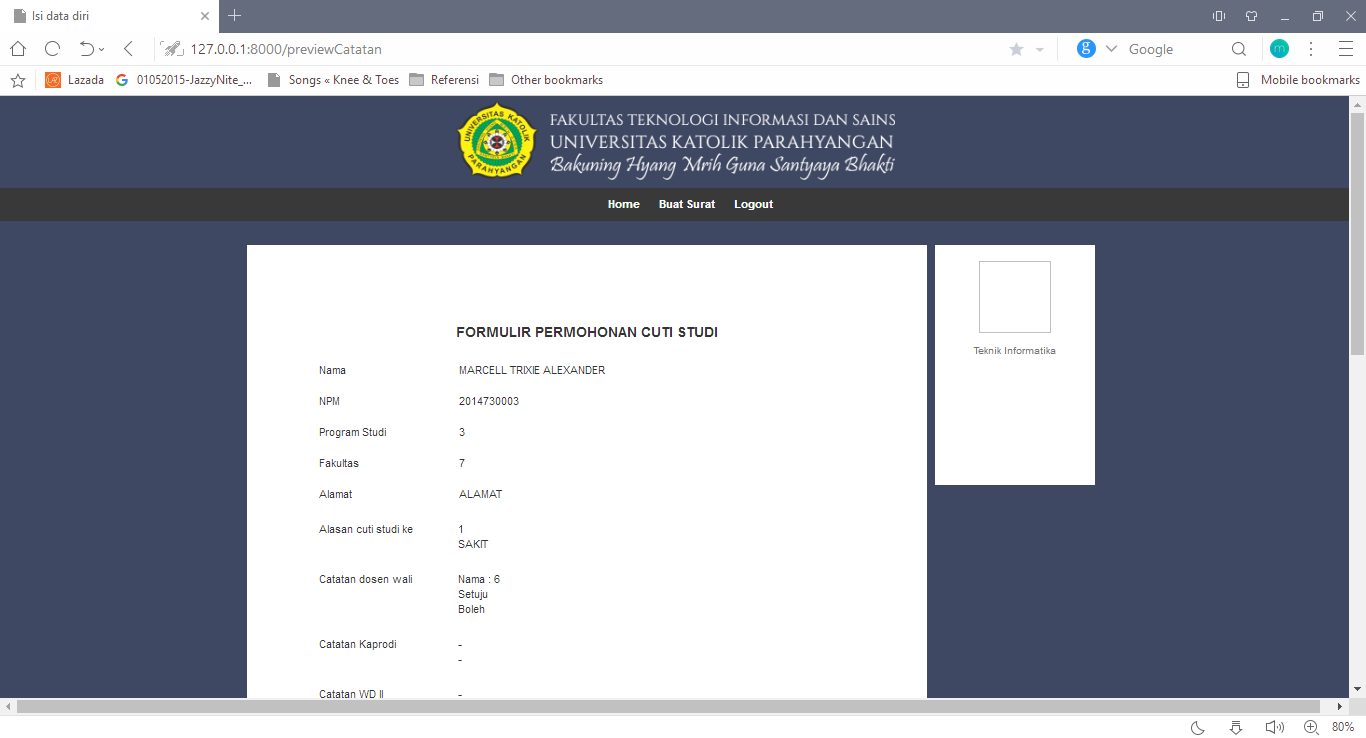 Isi data diri
127.0.0.1:8000/previewCatatan
g
Google
m
Lazada
01052015-JazzyNite_...
Songs « Knee & Toes
Referensi
Other bookmarks
Mobile bookmarks
UNIVERSITAS KATOLIK
PARAHYANGAN
FAKULTAS TEKNOLOGI INFORMASI DAN SAINS
UNIVERSITAS KATOLIK PARAHYANGAN
Bakuning Hyang Mrih Guna Santyaya Bhakti
Home Buat Surat Logout
FORMULIR PERMOHONAN CUTI STUDI
Nama MARCELL TRIXIE ALEXANDER
NPM 2014730003
Program Studi 3
Fakultas 7
Alamat ALAMAT
Alasan cuti studi ke 1
SAKIT
Catatan dosen wali Nama : 6
Setuju
Boleh
Catatan Kaprodi -
-
Catatan WD II -
Teknik Informatika
80%